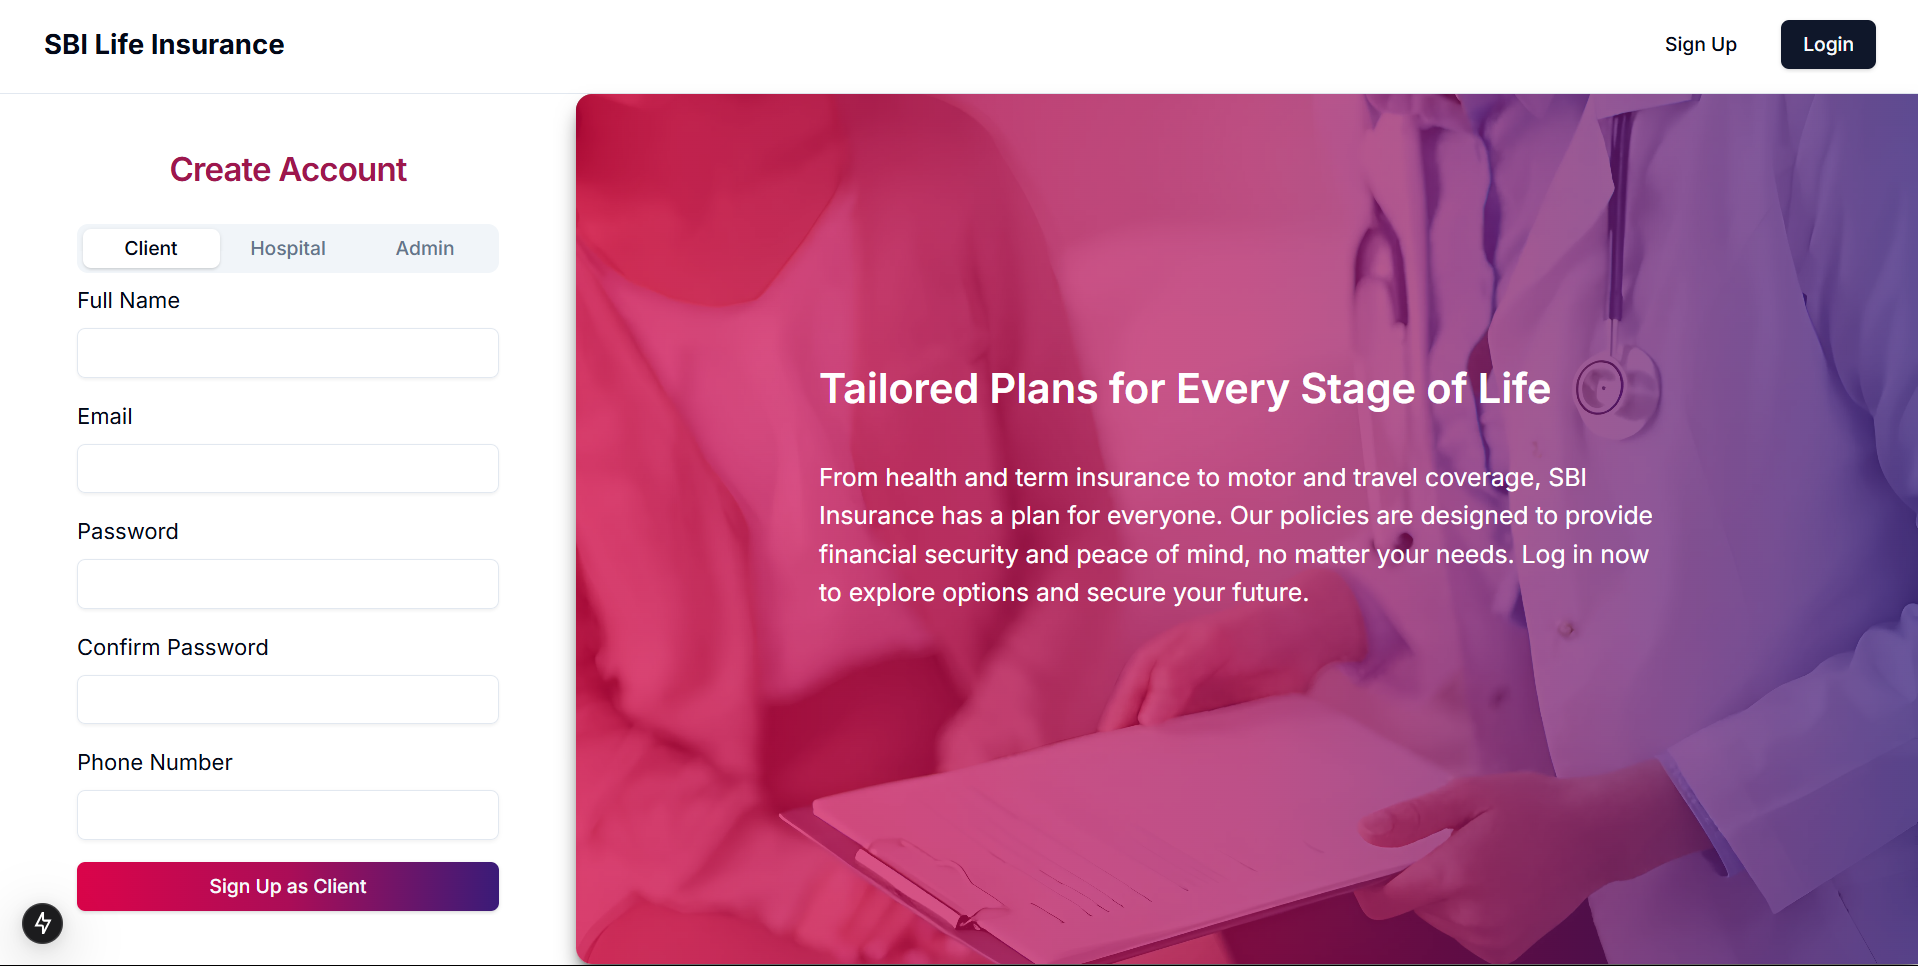 SBI Life Insurance
Sign Up
Login
Create Account
Client
Hospital
Admin
Full Name
Email
Password
Confirm Password
Phone Number
Sign Up as Client
Tailored Plans for Every Stage of Life
From health and term insurance to motor and travel coverage, SBI
Insurance has a plan for everyone. Our policies are designed to provide
financial security and peace of mind, no matter your needs. Log in now
to explore options and secure your future.